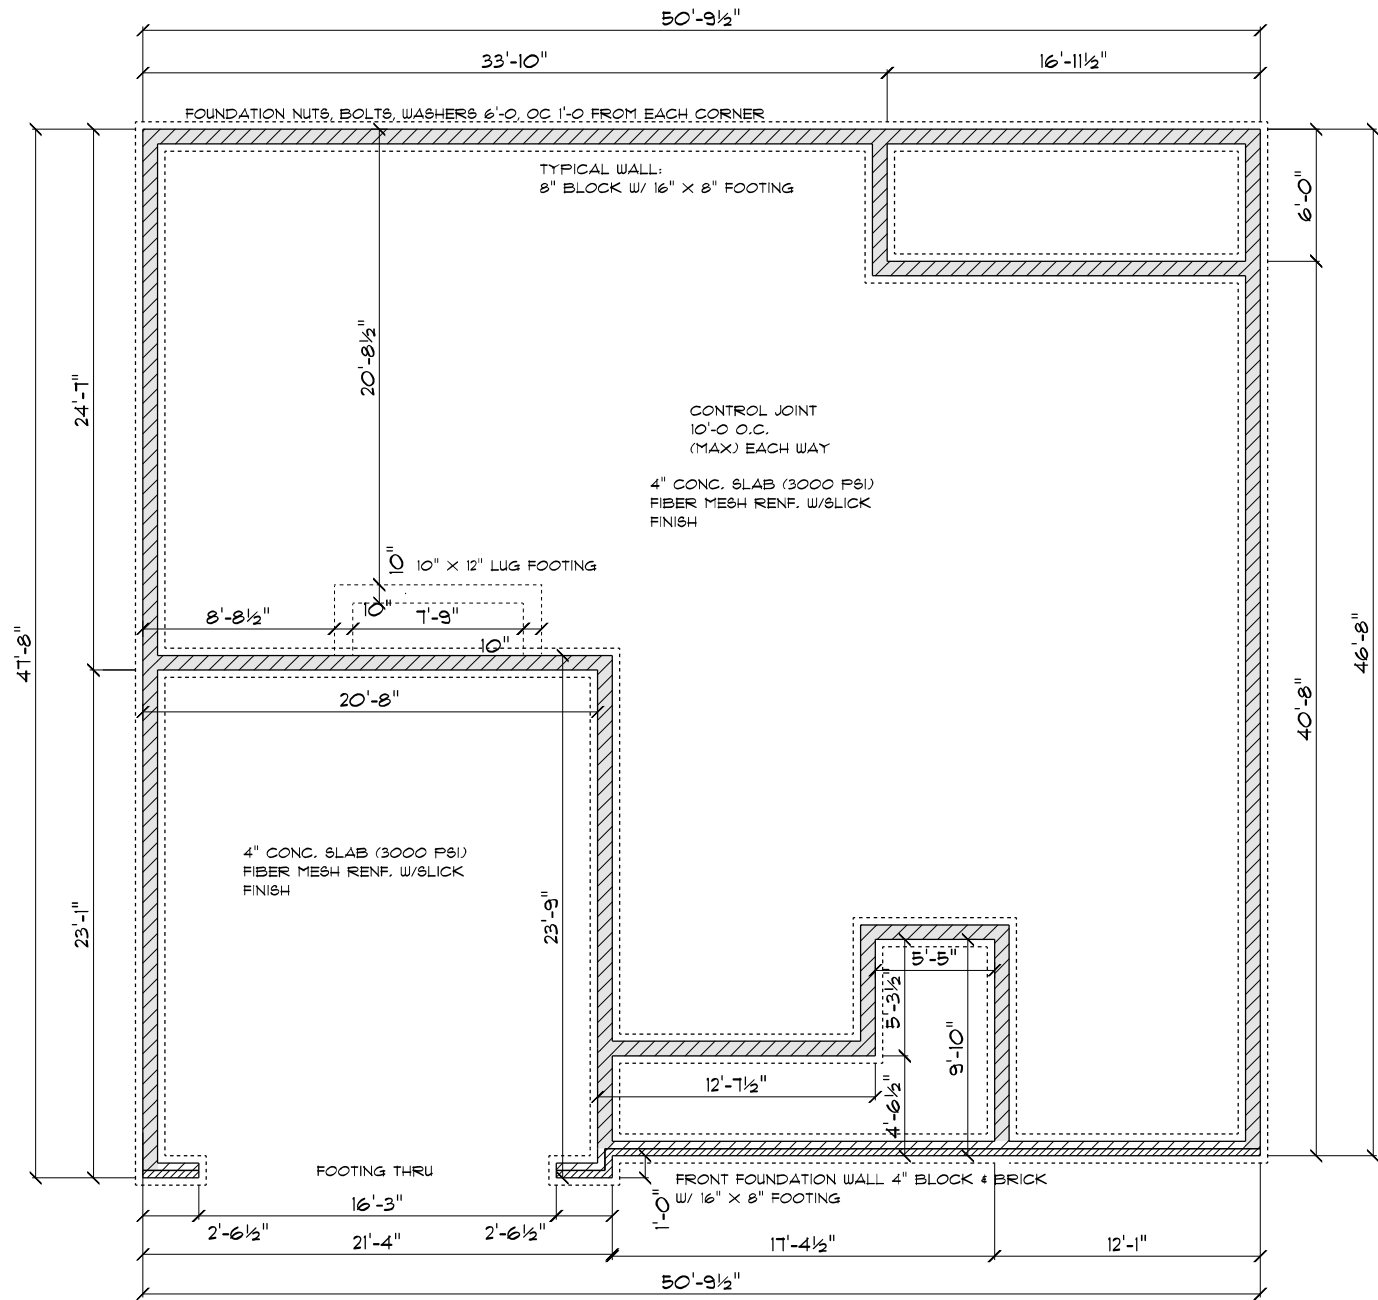 50'-9½"
33'-10"
16'-11½"
FOUNDATION NUTS, BOLTS, WASHERS 6'-0, OC 1'-0 FROM EACH CORNER
TYPICAL WALL:
8" BLOCK W/ 16" X 8" FOOTING
6'-0"
20'-8½"
24'-7"
CONTROL JOINT
10'-0 O.C.
(MAX) EACH WAY
4" CONC. SLAB (3000 PSI)
FIBER MESH RENF. W/SLICK
FINISH
10"
10" X 12" LUG FOOTING
8'-8½"
10"
7'-9"
10"
47'-8"
46'-8"
40'-8"
20'-8"
4" CONC. SLAB (3000 PSI)
FIBER MESH RENF. W/SLICK
FINISH
23'-1"
23'-9"
5'-5"
5'-3½"
9'-10"
12'-7½"
4'-6½"
FOOTING THRU
FRONT FOUNDATION WALL 4" BLOCK & BRICK
W/ 16" X 8" FOOTING
1'-0"
16'-3"
2'-6½"
2'-6½"
21'-4"
17'-4½"
12'-1"
50'-9½"